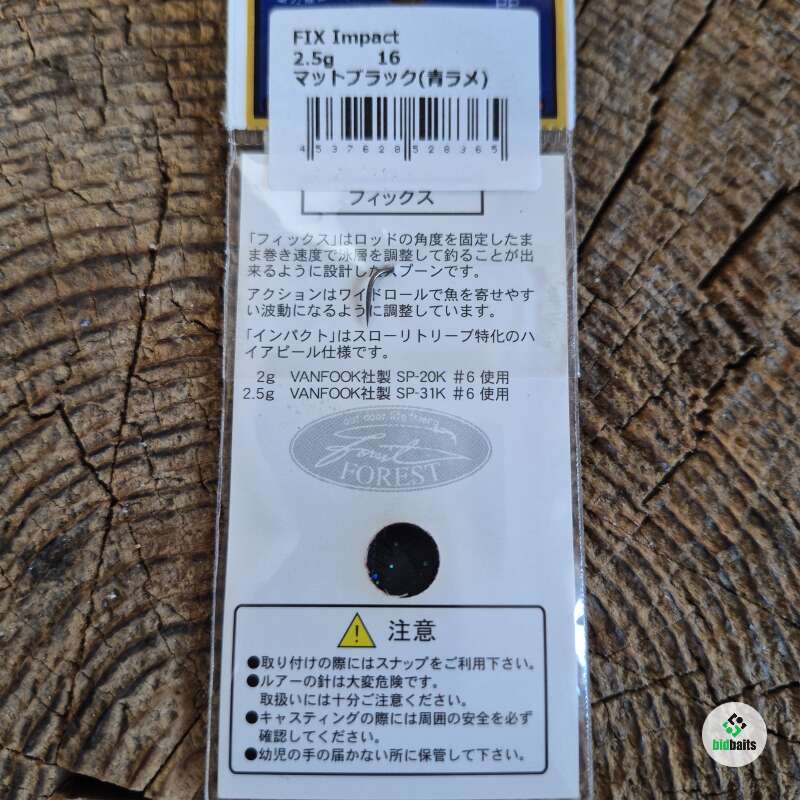 FIX Impact
2.5g 16
マットブラック(青ラメ)
4537628528365
フィックス
「フィックス」はロッドの角度を固定したま
ま巻き速度で泳層を調整して釣ることが出
来るように設計したスプーンです。
アクションはワイドロールで魚を寄せやす
い波動になるように調整しています。
「インパクト」はスローリトリーブ特化のハ
イアピール仕様です。
2g VANFOOK社製 SP-20K #6 使用
2.5g VANFOOK社製 SP-31K #6 使用
out door life friend
Forest
FOREST
注意
●取り付けの際にはスナップをご利用下さい。
●ルアーの針は大変危険です。
取扱いには十分ご注意ください。
●キャスティングの際には周囲の安全を必ず
確認してください。
●幼児の手の届かない所に保管して下さい。
bidbaits